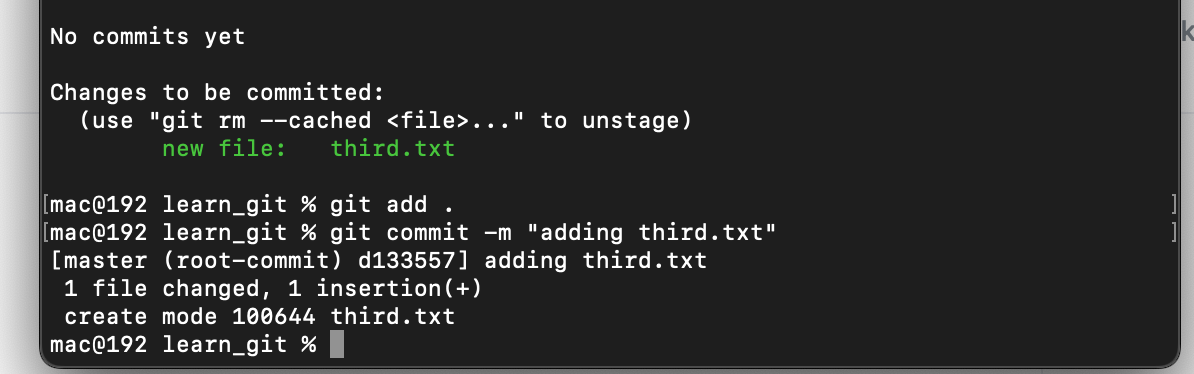 No commits yet
Changes to be committed:
  (use "git rm --cached <file>..." to unstage)
        new file:   third.txt
[mac@192 learn_git % git add .                                                  ]
[mac@192 learn_git % git commit -m "adding third.txt"                           ]
[master (root-commit) d133557] adding third.txt
 1 file changed, 1 insertion(+)
 create mode 100644 third.txt
mac@192 learn_git %
k